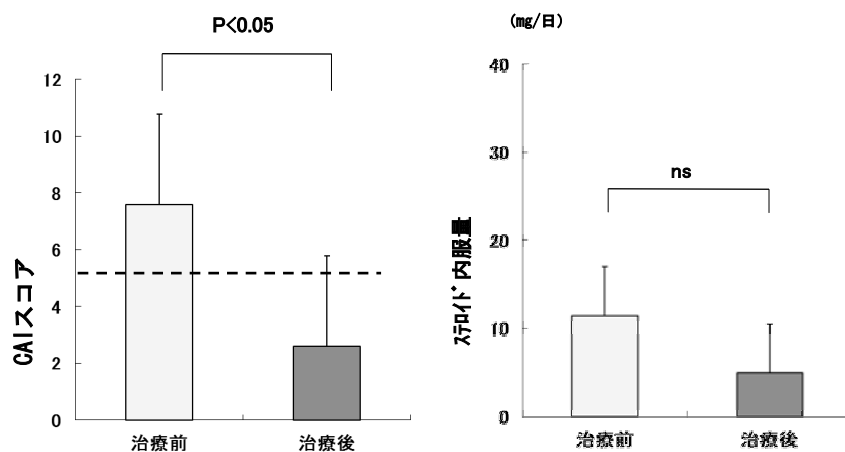 P<0.05
12
10
8
6
4
2
0
CAIスコア
治療前
治療後
(mg/日)
40
30
20
10
0
ns
ステロイド内服量
治療前
治療後